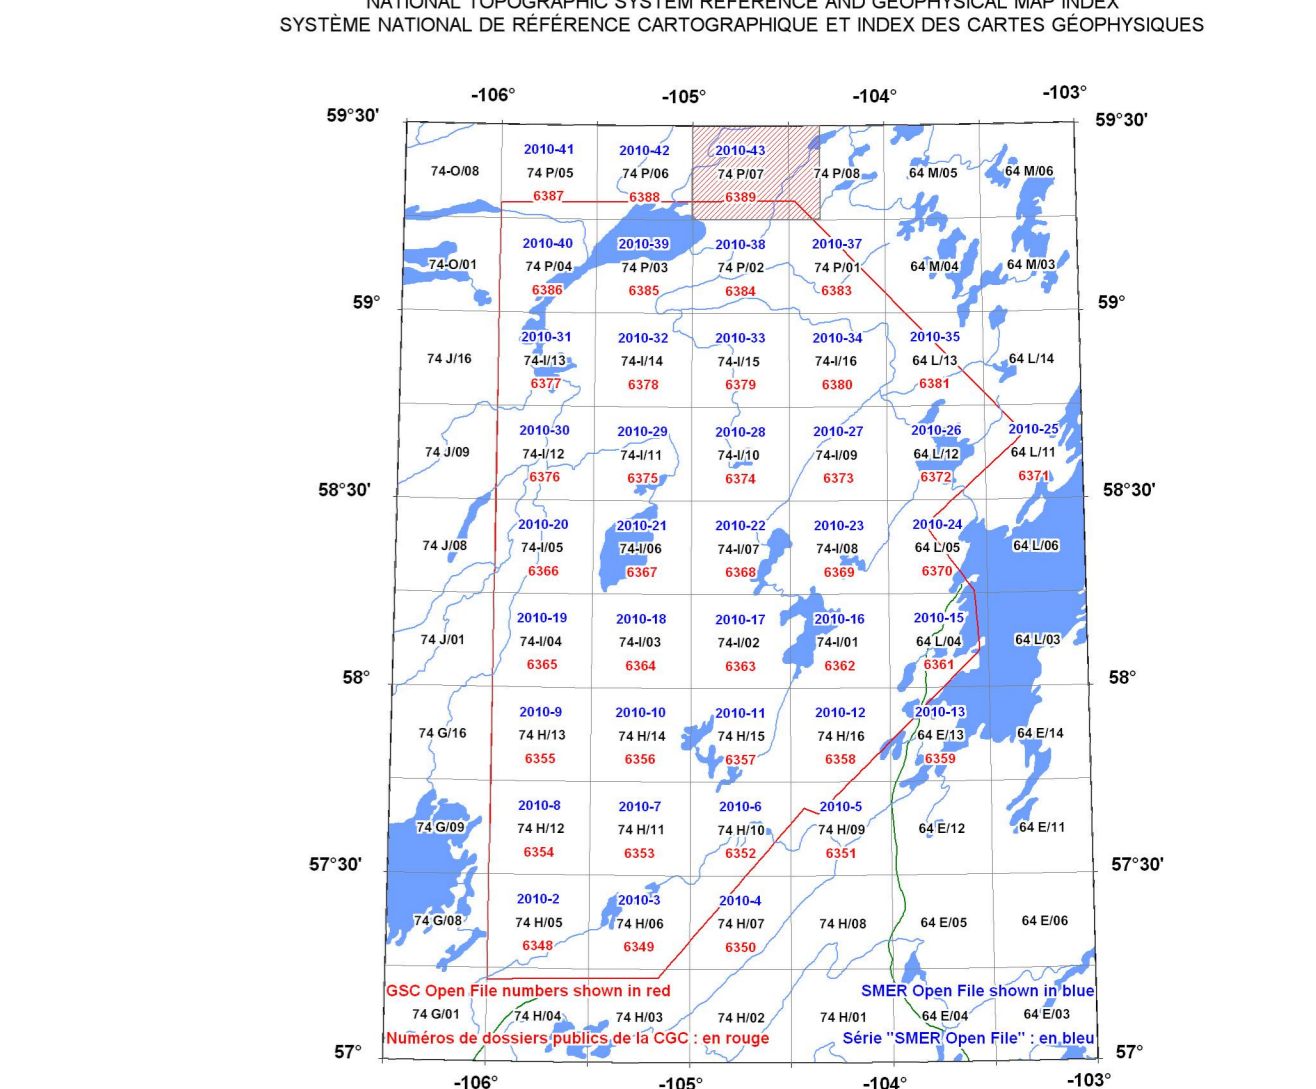 NATIONAL TOPOGRAPHIC SYSTEM REFERENCE AND GEOPHYSICAL MAP INDEX
SYSTÈME NATIONAL DE RÉFÉRENCE CARTOGRAPHIQUE ET INDEX DES CARTES GÉOPHYSIQUES
-106° -105° -104° -103°
59°30' 59°30'
2010-41 2010-42 2010-43
74-O/08 74 P/05 74 P/06 74 P/07 74 P/08 64 M/05 64 M/06
6387 6388 6389
2010-40 2010-39 2010-38 2010-37
74-O/01 74 P/04 74 P/03 74 P/02 74 P/01 64 M/04 64 M/03
6386 6385 6384 6383
59° 59°
2010-31 2010-32 2010-33 2010-34 2010-35
74 J/16 74-I/13 74-I/14 74-I/15 74-I/16 64 L/13 64 L/14
6377 6378 6379 6380 6381
2010-30 2010-29 2010-28 2010-27 2010-26 2010-25
74 J/09 74-I/12 74-I/11 74-I/10 74-I/09 64 L/12 64 L/11
6376 6375 6374 6373 6372 6371
58°30' 58°30'
2010-20 2010-21 2010-22 2010-23 2010-24
74 J/08 74-I/05 74-I/06 74-I/07 74-I/08 64 L/05 64 L/06
6366 6367 6368 6369 6370
2010-19 2010-18 2010-17 2010-16 2010-15
74 J/01 74-I/04 74-I/03 74-I/02 74-I/01 64 L/04 64 L/03
6365 6364 6363 6362 6361
58° 58°
2010-9 2010-10 2010-11 2010-12 2010-13
74 G/16 74 H/13 74 H/14 74 H/15 74 H/16 64 E/13 64 E/14
6355 6356 6357 6358 6359
2010-8 2010-7 2010-6 2010-5
74 G/09 74 H/12 74 H/11 74 H/10 74 H/09 64 E/12 64 E/11
6354 6353 6352 6351
57°30' 57°30'
2010-2 2010-3 2010-4
74 G/08 74 H/05 74 H/06 74 H/07 74 H/08 64 E/05 64 E/06
6348 6349 6350
GSC Open File numbers shown in red SMER Open File shown in blue
74 G/01 74 H/04 74 H/03 74 H/02 74 H/01 64 E/04 64 E/03
Numéros de dossiers publics de la CGC : en rouge Série "SMER Open File" : en bleu
57° 57°
-106° -105° -104° -103°